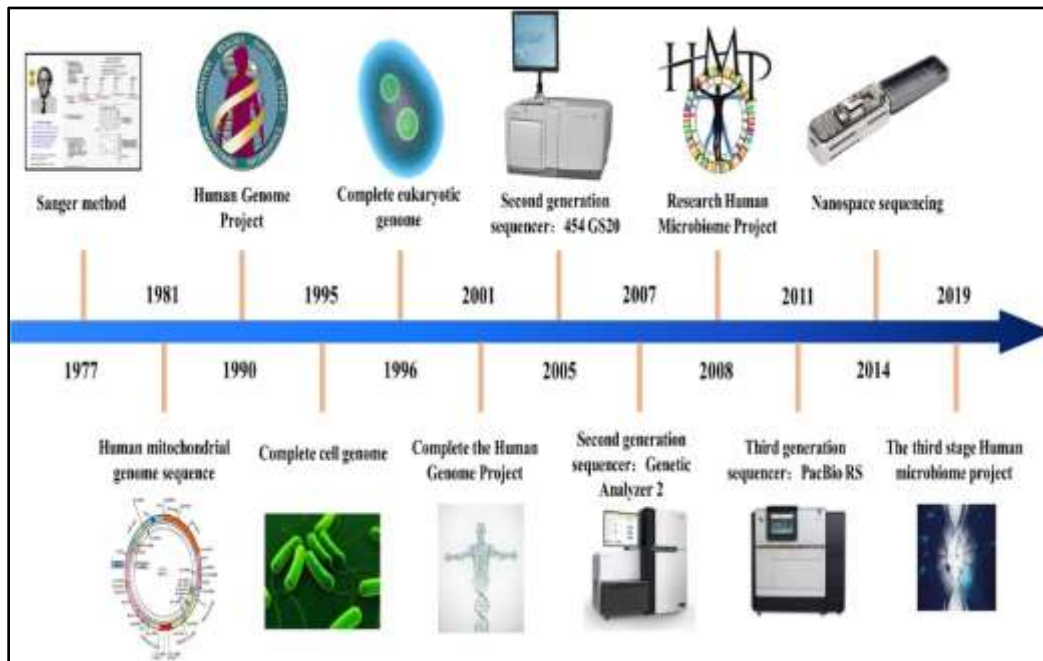 HMP
Sanger method
Human Genome
Project
Complete eukaryotic
genome
Second generation
sequencer: 454 GS20
Research Human
Microbiome Project
Nanospace sequencing
1981
1995
2001
2007
2011
2019
1977
1990
1996
2005
2008
2014
Human mitochondrial
genome sequence
Complete cell genome
Complete the Human
Genome Project
Second generation
sequencer: Genetic
Analyzer 2
Third generation
sequencer: PacBio RS
The third stage Human
microbiome project